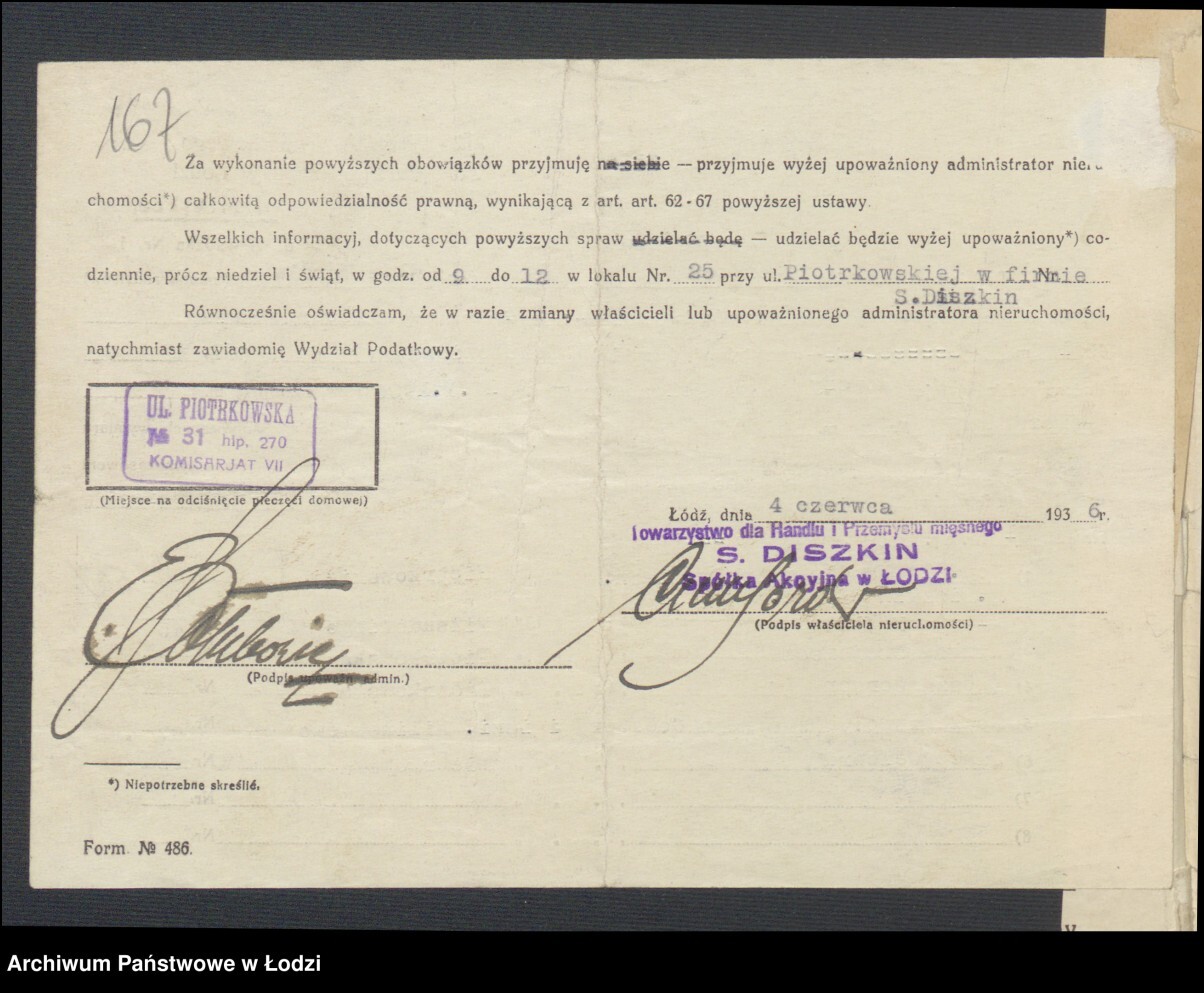 167
Za wykonanie powyższych obowiązków przyjmuję na siebie — przyjmuje wyżej upoważniony administrator nieru
chomości*) całkowitą odpowiedzialność prawną, wynikającą z art. art. 62-67 powyższej ustawy.
Wszelkich informacyj, dotyczących powyższych spraw udzielać będę — udzielać będzie wyżej upoważniony*) co-
dziennie, prócz niedziel i świąt, w godz. od 9 do 12 w lokalu Nr. 25 przy ul. Piotrkowskiej w firmie Nr.
S.Diszkin
Równocześnie oświadczam, że w razie zmiany właścicieli lub upoważnionego administratora nieruchomości,
natychmiast zawiadomię Wydział Podatkowy.
UL. PIOTRKOWSKA
№ 31 hip. 270
KOMISARJAT VII
(Miejsce na odciśnięcie pieczęci domowej)
Łódź, dnia 4 czerwca 1936r.
Towarzystwo dla Handlu i Przemysłu mięsnego
S. DISZKIN
Spółka Akcyjna w ŁODZI
(Podpis właściciela nieruchomości)
(Podpis upoważn. admin.)
*) Niepotrzebne skreślić.
Form. № 486.
Archiwum Państwowe w Łodzi